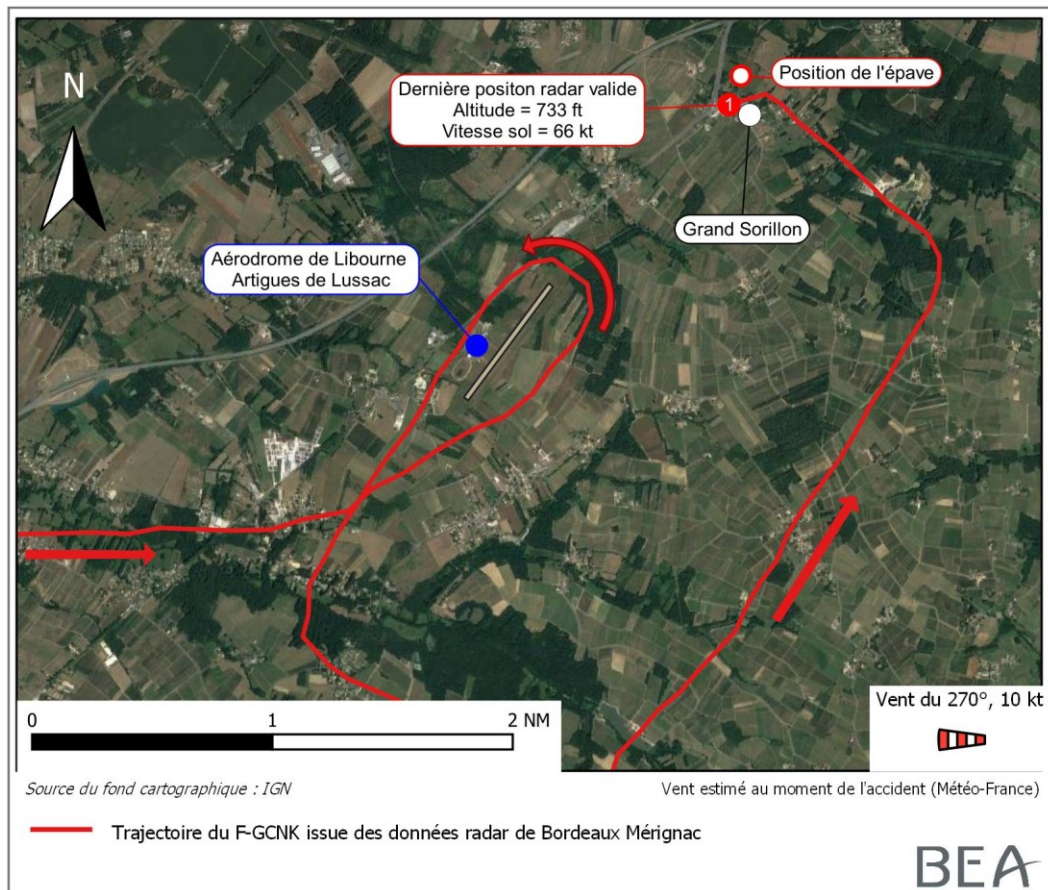 N
Dernière positon radar valide
Altitude = 733 ft
Vitesse sol = 66 kt
Position de l'épave
1
Grand Sorillon
Aérodrome de Libourne
Artigues de Lussac
0 1 2 NM
Vent du 270°, 10 kt
Source du fond cartographique : IGN
Vent estimé au moment de l'accident (Météo-France)
Trajectoire du F-GCNK issue des données radar de Bordeaux Mérignac
BEA